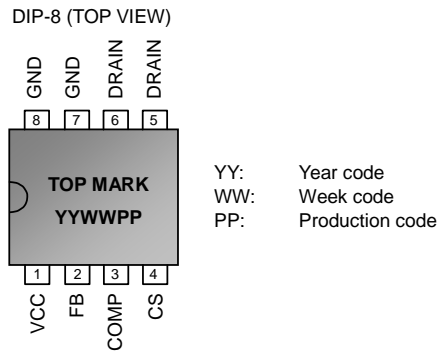 DIP-8 (TOP VIEW)
GND GND DRAIN DRAIN
8 7 6 5
TOP MARK
YYWWPP
1 2 3 4
VCC FB COMP CS
YY: Year code
WW: Week code
PP: Production code